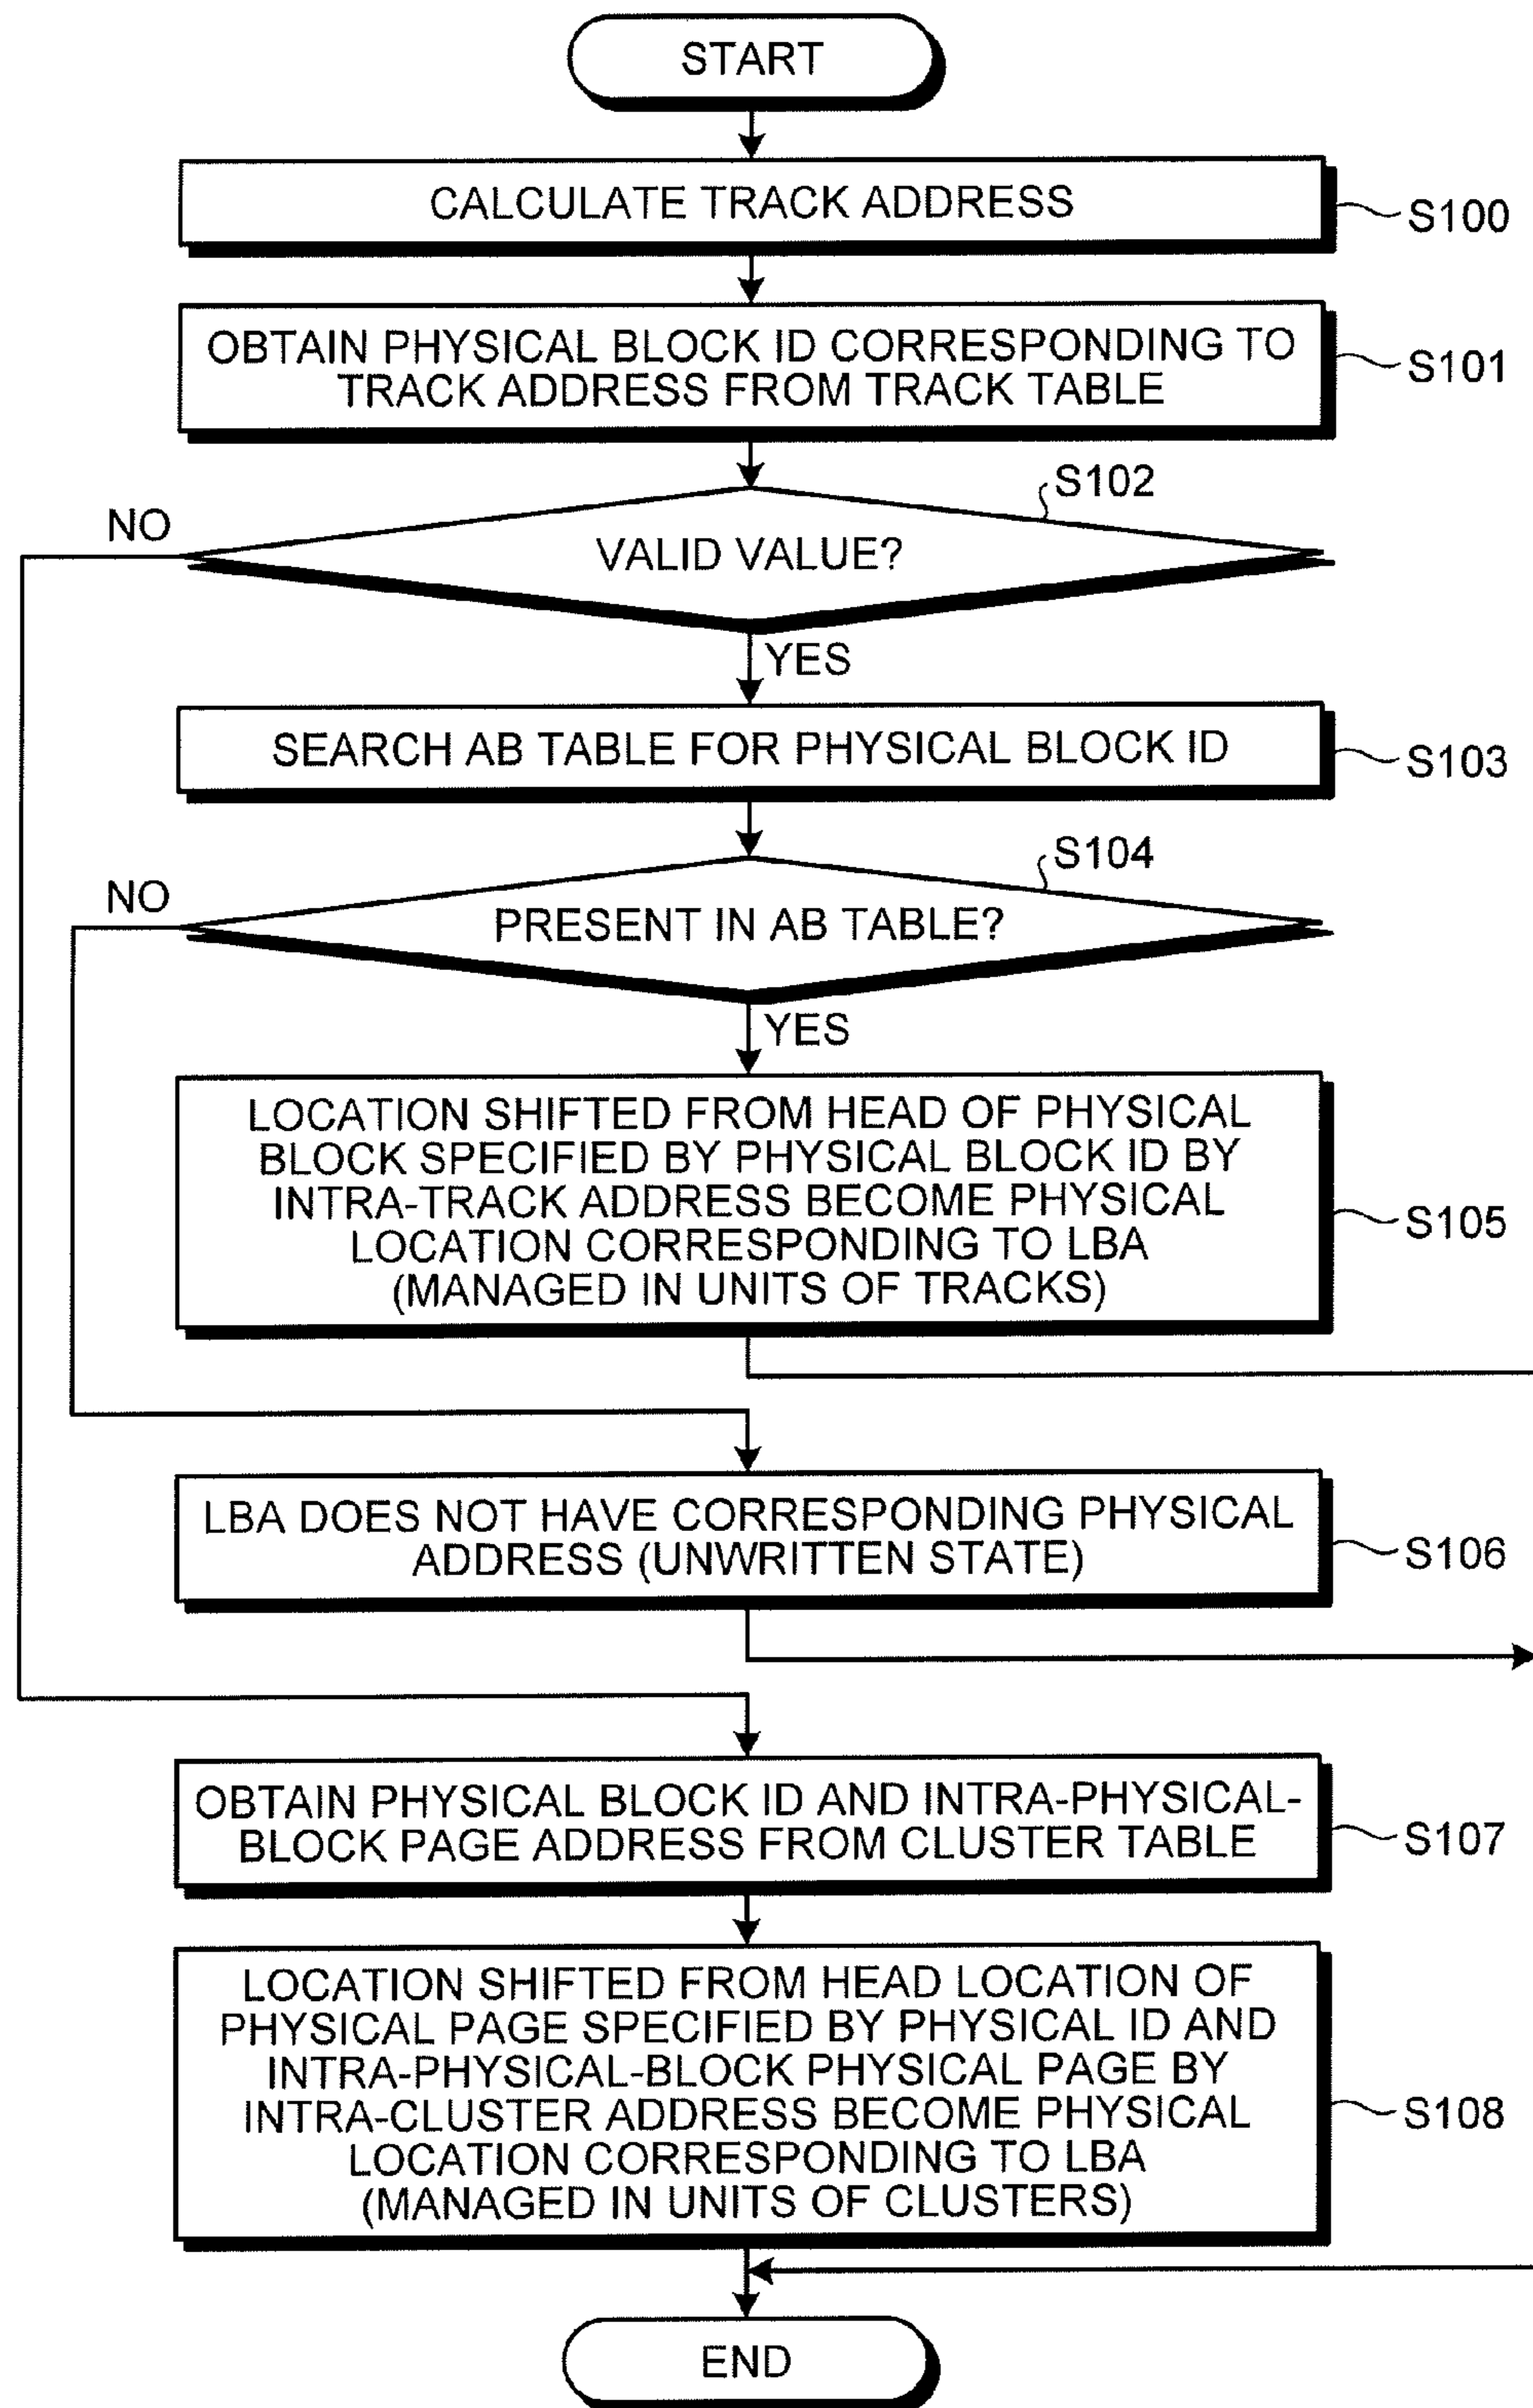 START
CALCULATE TRACK ADDRESS
S100
OBTAIN PHYSICAL BLOCK ID CORRESPONDING TO
TRACK ADDRESS FROM TRACK TABLE
S101
S102
NO
VALID VALUE?
YES
SEARCH AB TABLE FOR PHYSICAL BLOCK ID
S103
S104
NO
PRESENT IN AB TABLE?
YES
LOCATION SHIFTED FROM HEAD OF PHYSICAL
BLOCK SPECIFIED BY PHYSICAL BLOCK ID BY
INTRA-TRACK ADDRESS BECOME PHYSICAL
LOCATION CORRESPONDING TO LBA
(MANAGED IN UNITS OF TRACKS)
S105
LBA DOES NOT HAVE CORRESPONDING PHYSICAL
ADDRESS (UNWRITTEN STATE)
S106
OBTAIN PHYSICAL BLOCK ID AND INTRA-PHYSICAL-
BLOCK PAGE ADDRESS FROM CLUSTER TABLE
S107
LOCATION SHIFTED FROM HEAD LOCATION OF
PHYSICAL PAGE SPECIFIED BY PHYSICAL ID AND
INTRA-PHYSICAL-BLOCK PHYSICAL PAGE BY
INTRA-CLUSTER ADDRESS BECOME PHYSICAL
LOCATION CORRESPONDING TO LBA
(MANAGED IN UNITS OF CLUSTERS)
S108
END